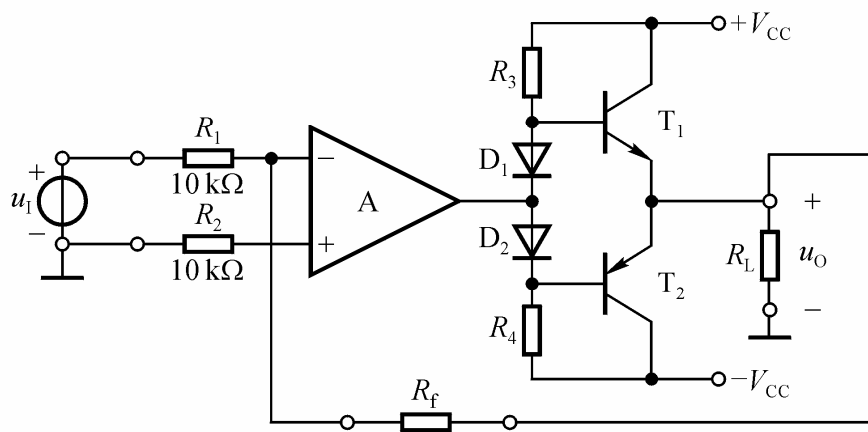 +V_CC
R_3
T_1
R_1
D_1
+
−
10 kΩ
A
+
u_I
R_2
−
+
D_2
R_L
u_O
10 kΩ
T_2
−
R_4
−V_CC
R_f